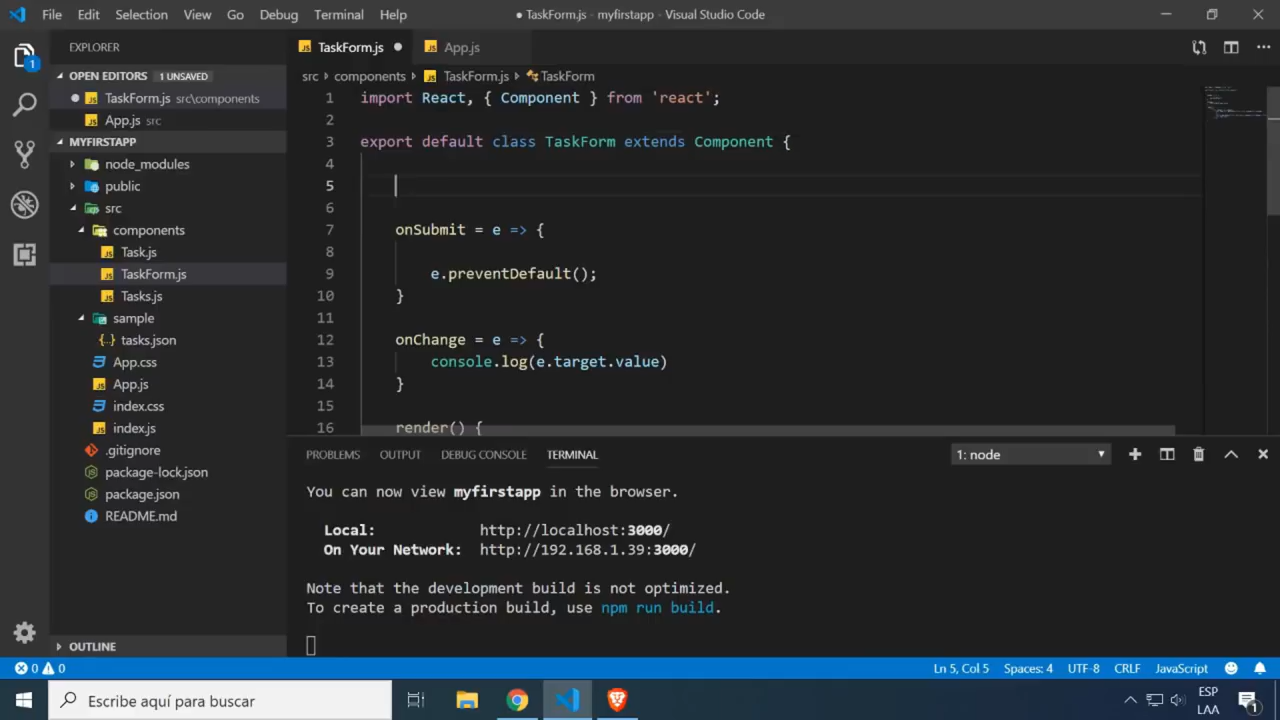 File Edit Selection View Go Debug Terminal Help
● TaskForm.js - myfirstapp - Visual Studio Code
EXPLORER
OPEN EDITORS 1 UNSAVED
● TaskForm.js src\components
App.js src
MYFIRSTAPP
node_modules
public
src
components
Task.js
TaskForm.js
Tasks.js
sample
tasks.json
App.css
App.js
index.css
index.js
.gitignore
package-lock.json
package.json
README.md
OUTLINE
TaskForm.js ● App.js
src › components › TaskForm.js › TaskForm
1 import React, { Component } from 'react';
2
3 export default class TaskForm extends Component {
4
5
6
7 onSubmit = e => {
8
9 e.preventDefault();
10 }
11
12 onChange = e => {
13 console.log(e.target.value)
14 }
15
16 render() {
PROBLEMS OUTPUT DEBUG CONSOLE TERMINAL 1: node
You can now view myfirstapp in the browser.
Local: http://localhost:3000/
On Your Network: http://192.168.1.39:3000/
Note that the development build is not optimized.
To create a production build, use npm run build.
0 0 Ln 5, Col 5 Spaces: 4 UTF-8 CRLF JavaScript
Escribe aquí para buscar
ESP
LAA
1
1